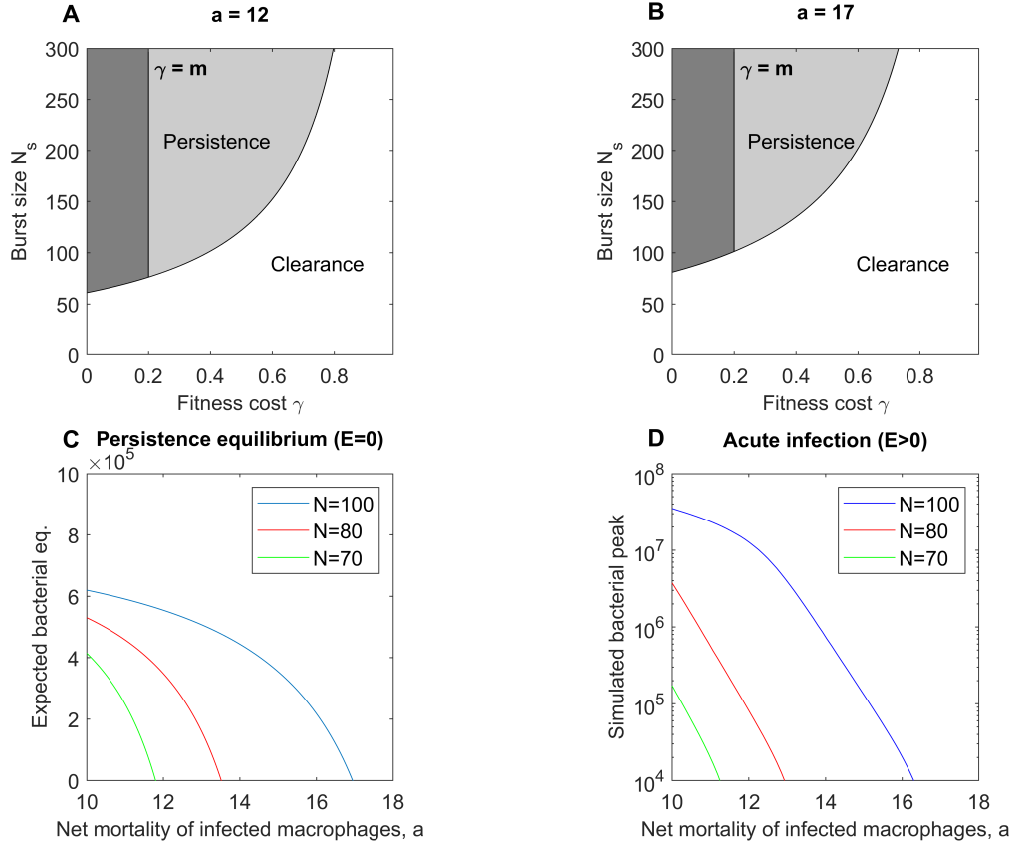 A
a = 12
300
250
200
150
100
50
0
Burst size Ns
γ = m
Persistence
Clearance
0 0.2 0.4 0.6 0.8
Fitness cost γ
B
a = 17
300
250
200
150
100
50
0
Burst size Ns
γ = m
Persistence
Clearance
0 0.2 0.4 0.6 0.8
Fitness cost γ
C Persistence equilibrium (E=0)
×10^5
10
8
6
4
2
0
Expected bacterial eq.
N=100
N=80
N=70
10 12 14 16 18
Net mortality of infected macrophages, a
D Acute infection (E>0)
10^8
10^7
10^6
10^5
10^4
Simulated bacterial peak
N=100
N=80
N=70
10 12 14 16 18
Net mortality of infected macrophages, a